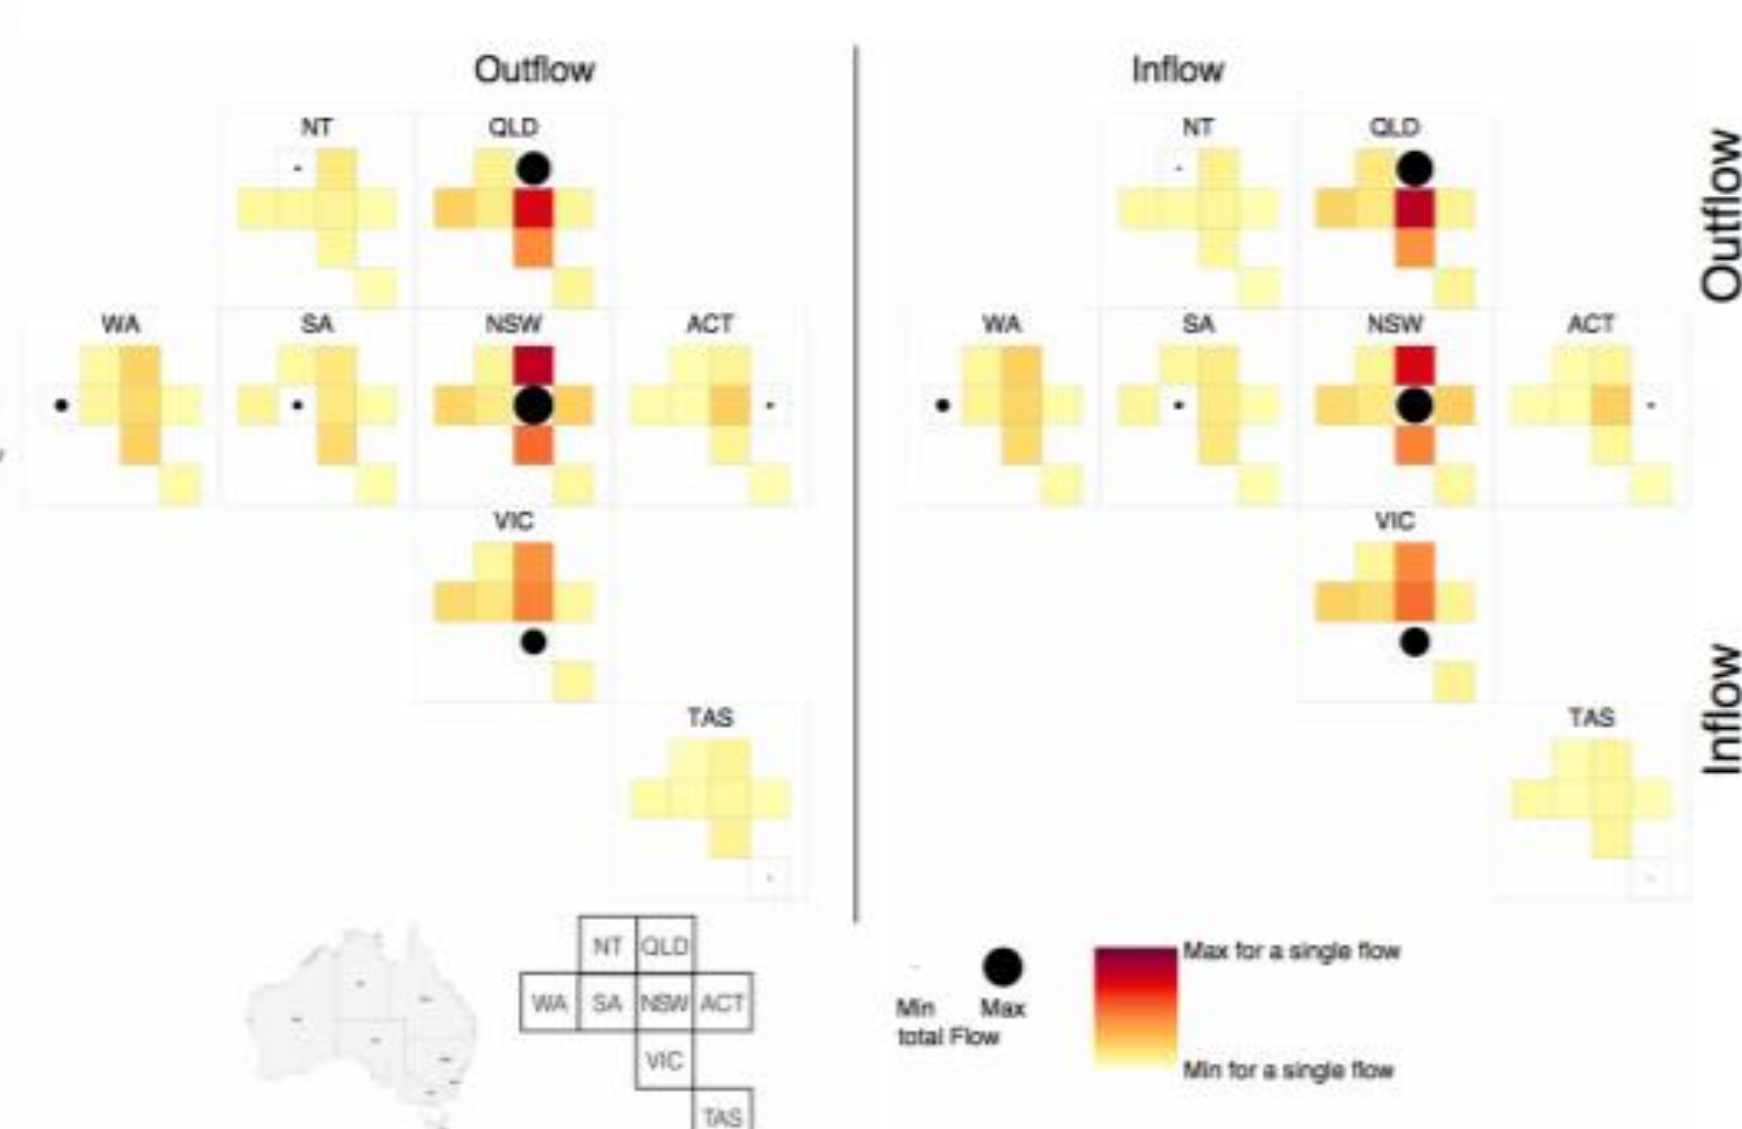 Outflow
Inflow
NT
QLD
NT
QLD
Outflow
WA
SA
NSW
ACT
WA
SA
NSW
ACT
VIC
VIC
Inflow
TAS
TAS
NT QLD
WA SA NSW ACT
VIC
TAS
Min Max
total Flow
Max for a single flow
Min for a single flow